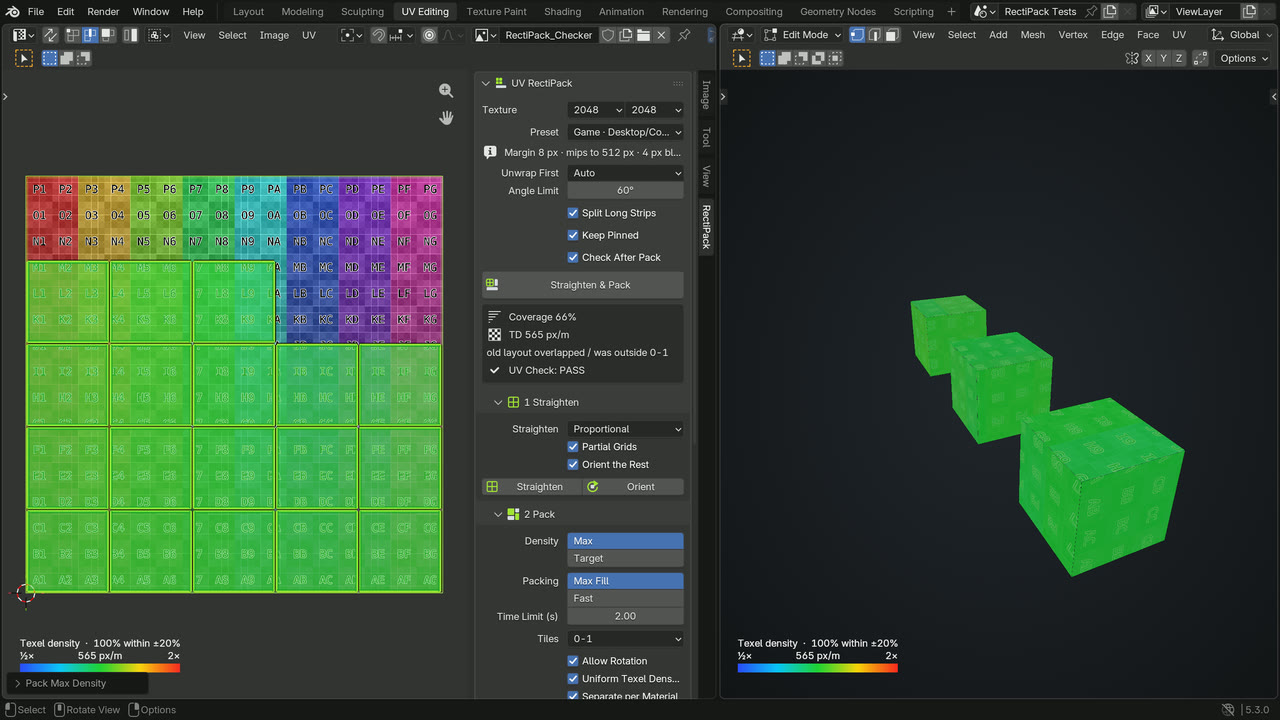 File Edit Render Window Help Layout Modeling Sculpting UV Editing Texture Paint Shading Animation Rendering Compositing Geometry Nodes Scripting RectiPack Tests ViewLayer
View Select Image UV RectiPack_Checker
Edit Mode View Select Add Mesh Vertex Edge Face UV Global
X Y Z Options
UV RectiPack
Texture 2048 2048
Preset Game · Desktop/Co...
Margin 8 px · mips to 512 px · 4 px bl...
Unwrap First Auto
Angle Limit 60°
Split Long Strips
Keep Pinned
Check After Pack
Straighten & Pack
Coverage 66%
TD 565 px/m
old layout overlapped / was outside 0-1
UV Check: PASS
1 Straighten
Straighten Proportional
Partial Grids
Orient the Rest
Straighten Orient
2 Pack
Density Max
Target
Packing Max Fill
Fast
Time Limit (s) 2.00
Tiles 0-1
Allow Rotation
Uniform Texel Dens...
Separate per Material
Image
Tool
View
RectiPack
P1 P2 P3 P4 P5 P6 P7 P8 P9 PA PB PC PD PE PF PG
O1 O2 O3 O4 O5 O6 O7 O8 O9 OA OB OC OD OE OF OG
N1 N2 N3 N4 N5 N6 N7 N8 N9 NA NB NC ND NE NF NG
MB MC MD ME MF MG
LB LC LD LE LF LG
KB KC KD KE KF KG
Texel density · 100% within ±20%
½× 565 px/m 2×
Pack Max Density
Texel density · 100% within ±20%
½× 565 px/m 2×
Select Rotate View Options 5.3.0